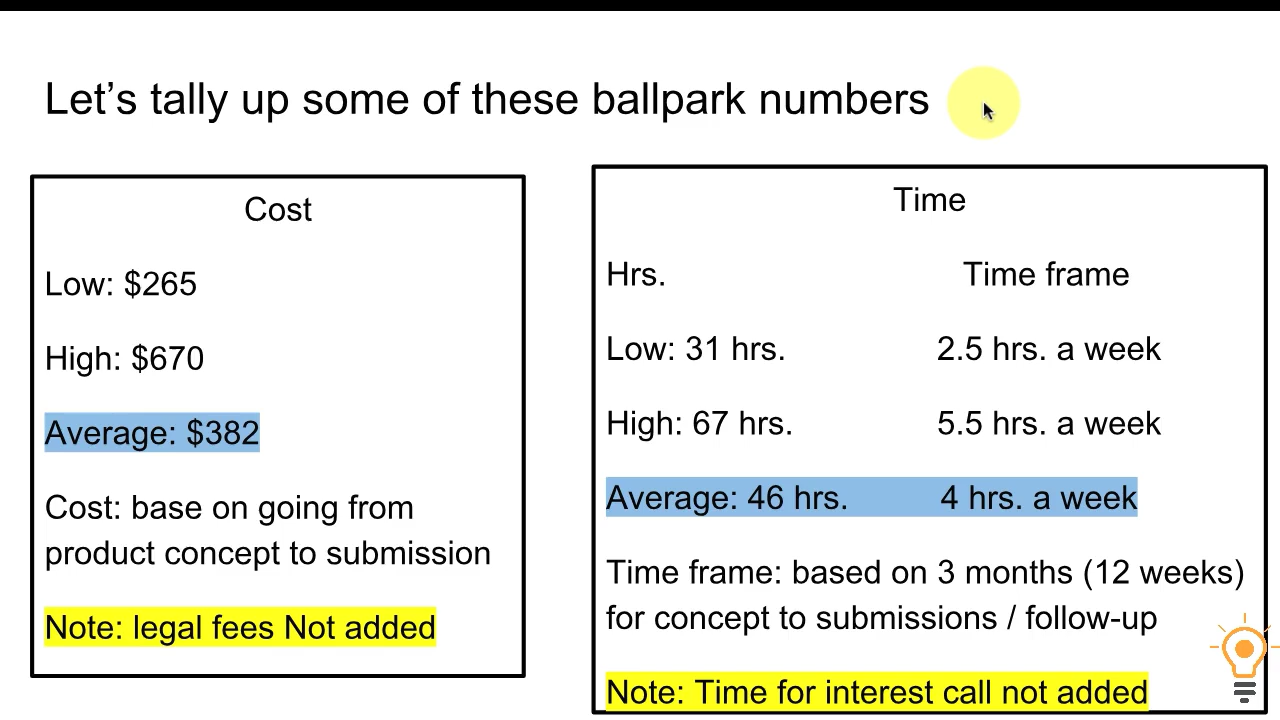 Let's tally up some of these ballpark numbers
Cost
Low: $265
High: $670
Average: $382
Cost: base on going from
product concept to submission
Note: legal fees Not added
Time
Hrs. Time frame
Low: 31 hrs. 2.5 hrs. a week
High: 67 hrs. 5.5 hrs. a week
Average: 46 hrs. 4 hrs. a week
Time frame: based on 3 months (12 weeks)
for concept to submissions / follow-up
Note: Time for interest call not added